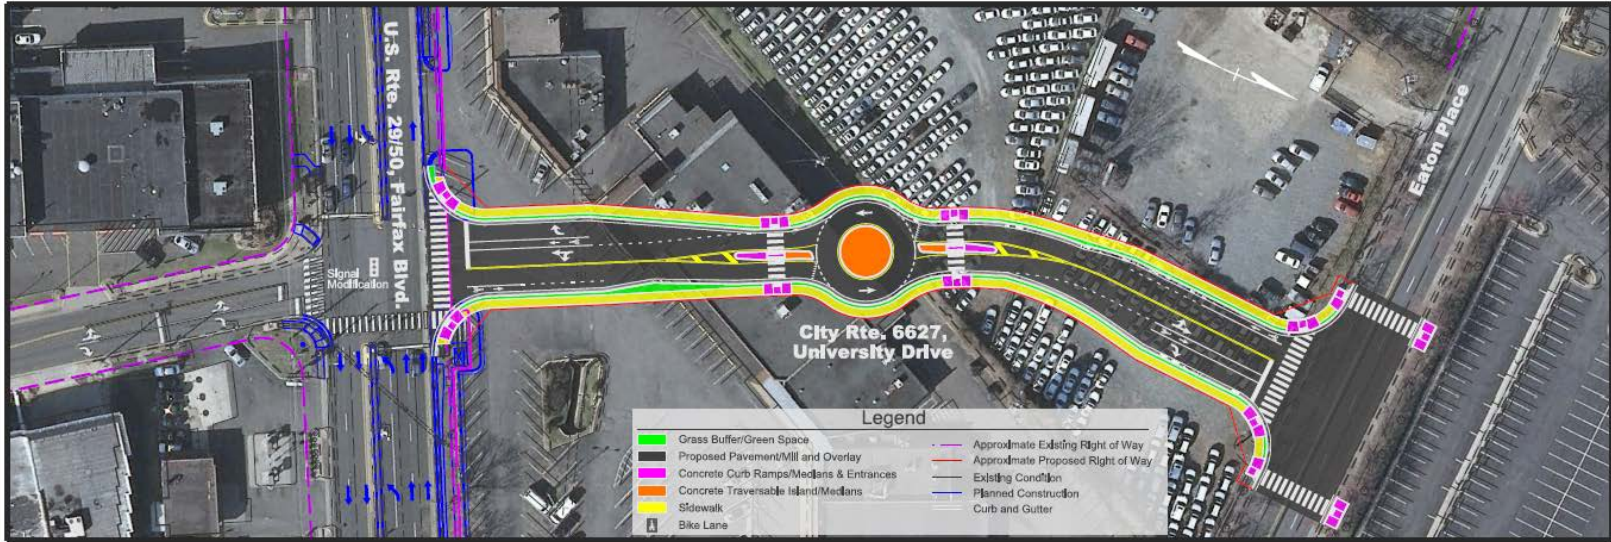 U.S. Rte. 29/50, Fairfax Blvd.
Eaton Place
Signal
Modification
City Rte. 6627,
University Drive
Legend
Grass Buffer/Green Space
Proposed Pavement/Mill and Overlay
Concrete Curb Ramps/Medians & Entrances
Concrete Traversable Island/Medians
Sidewalk
Bike Lane
Approximate Existing Right of Way
Approximate Proposed Right of Way
Existing Condition
Planned Construction
Curb and Gutter